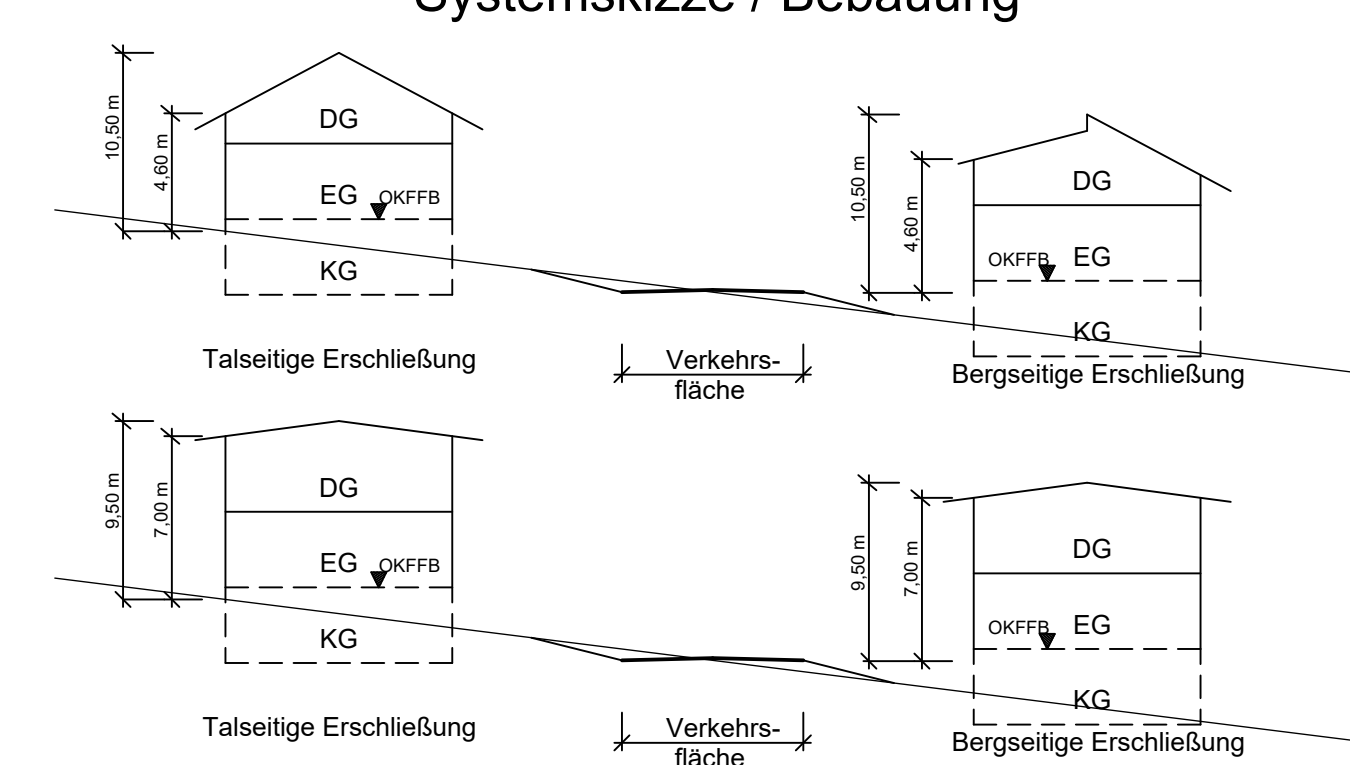 Systemskizze / Bebauung
10,50 m
4,60 m
DG
EG
OKFFB
KG
Talseitige Erschließung
Verkehrs-
fläche
10,50 m
4,60 m
DG
OKFFB
EG
KG
Bergseitige Erschließung
9,50 m
7,00 m
DG
EG
OKFFB
KG
Talseitige Erschließung
Verkehrs-
fläche
9,50 m
7,00 m
DG
OKFFB
EG
KG
Bergseitige Erschließung